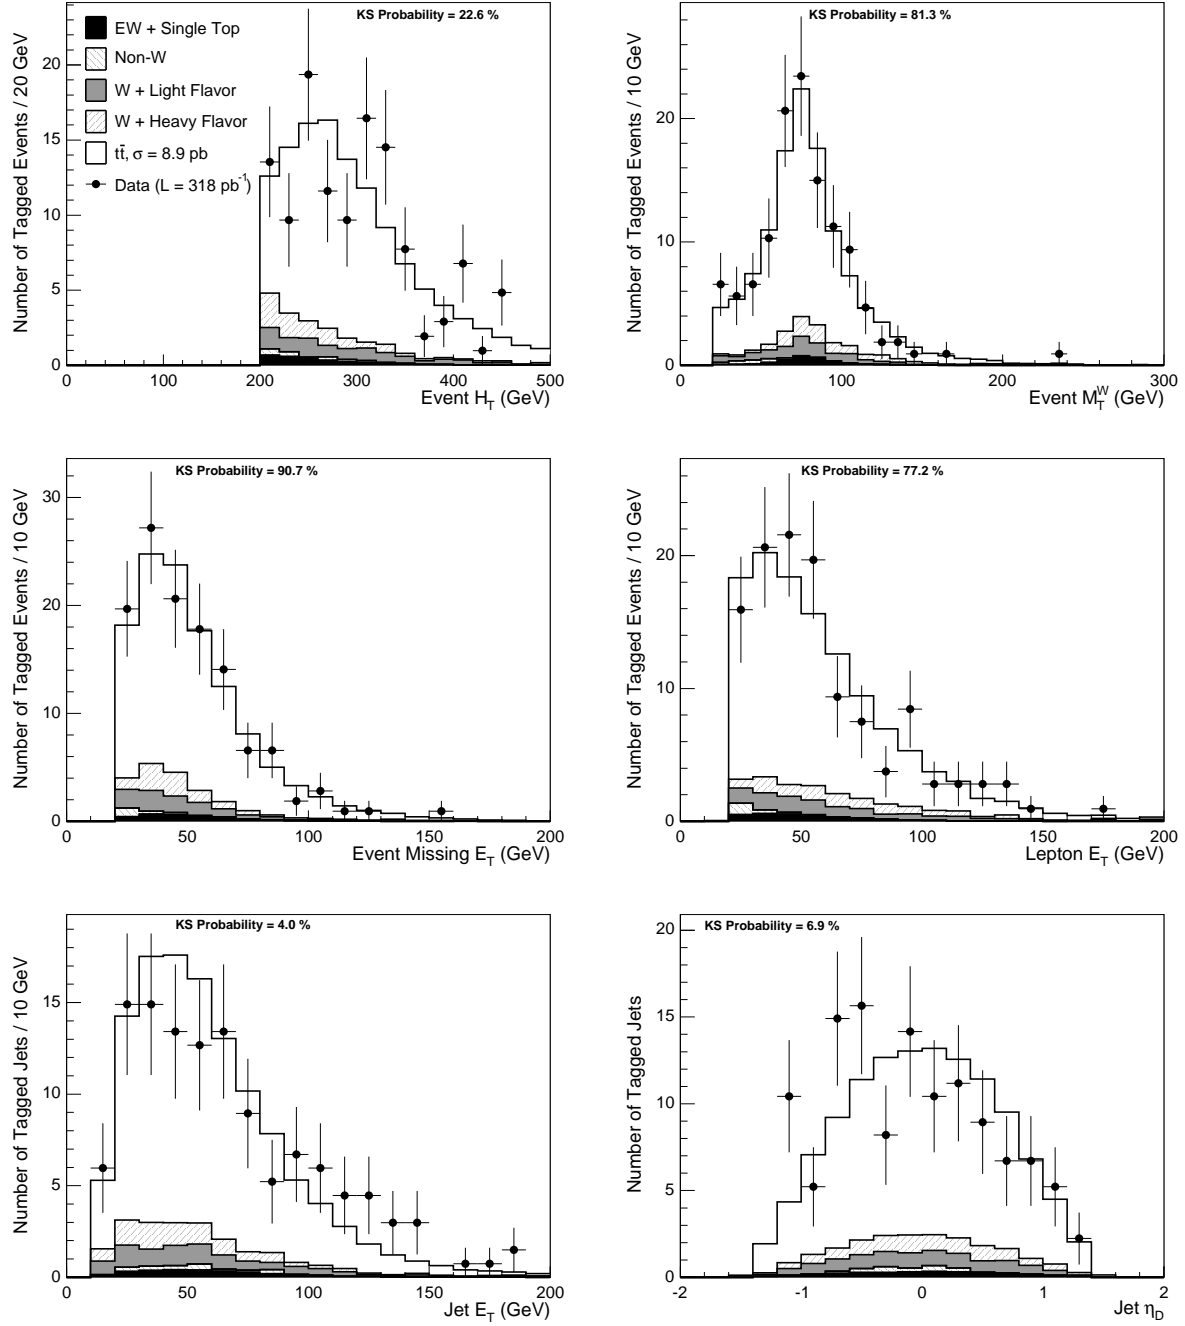 KS Probability = 22.6 %
EW + Single Top
Non-W
W + Light Flavor
W + Heavy Flavor
tt̄, σ = 8.9 pb
Data (L = 318 pb⁻¹)
Number of Tagged Events / 20 GeV
20
15
10
5
0
0 100 200 300 400 500
Event H_T (GeV)
KS Probability = 81.3 %
Number of Tagged Events / 10 GeV
20
10
0
0 100 200 300
Event M_T^W (GeV)
KS Probability = 90.7 %
Number of Tagged Events / 10 GeV
30
20
10
0
0 50 100 150 200
Event Missing E_T (GeV)
KS Probability = 77.2 %
Number of Tagged Events / 10 GeV
20
10
0
0 50 100 150 200
Lepton E_T (GeV)
KS Probability = 4.0 %
Number of Tagged Jets / 10 GeV
15
10
5
0
0 50 100 150 200
Jet E_T (GeV)
KS Probability = 6.9 %
Number of Tagged Jets
20
15
10
5
0
-2 -1 0 1 2
Jet η_D